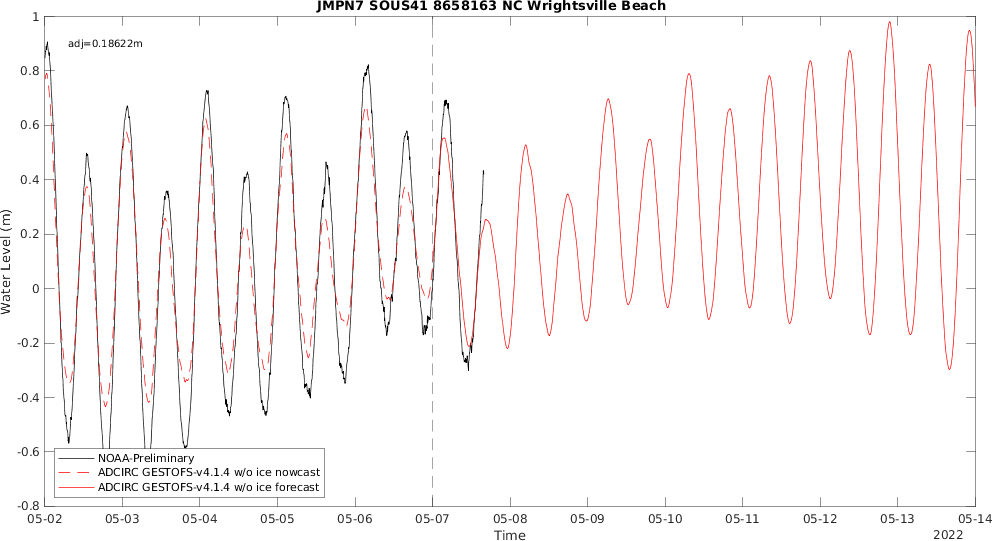 JMPN7 SOUS41 8658163 NC Wrightsville Beach
adj=0.18622m
1
0.8
0.6
0.4
0.2
0
-0.2
-0.4
-0.6
-0.8
Water Level (m)
NOAA-Preliminary
ADCIRC GESTOFS-v4.1.4 w/o ice nowcast
ADCIRC GESTOFS-v4.1.4 w/o ice forecast
05-02 05-03 05-04 05-05 05-06 05-07 05-08 05-09 05-10 05-11 05-12 05-13 05-14
Time
2022